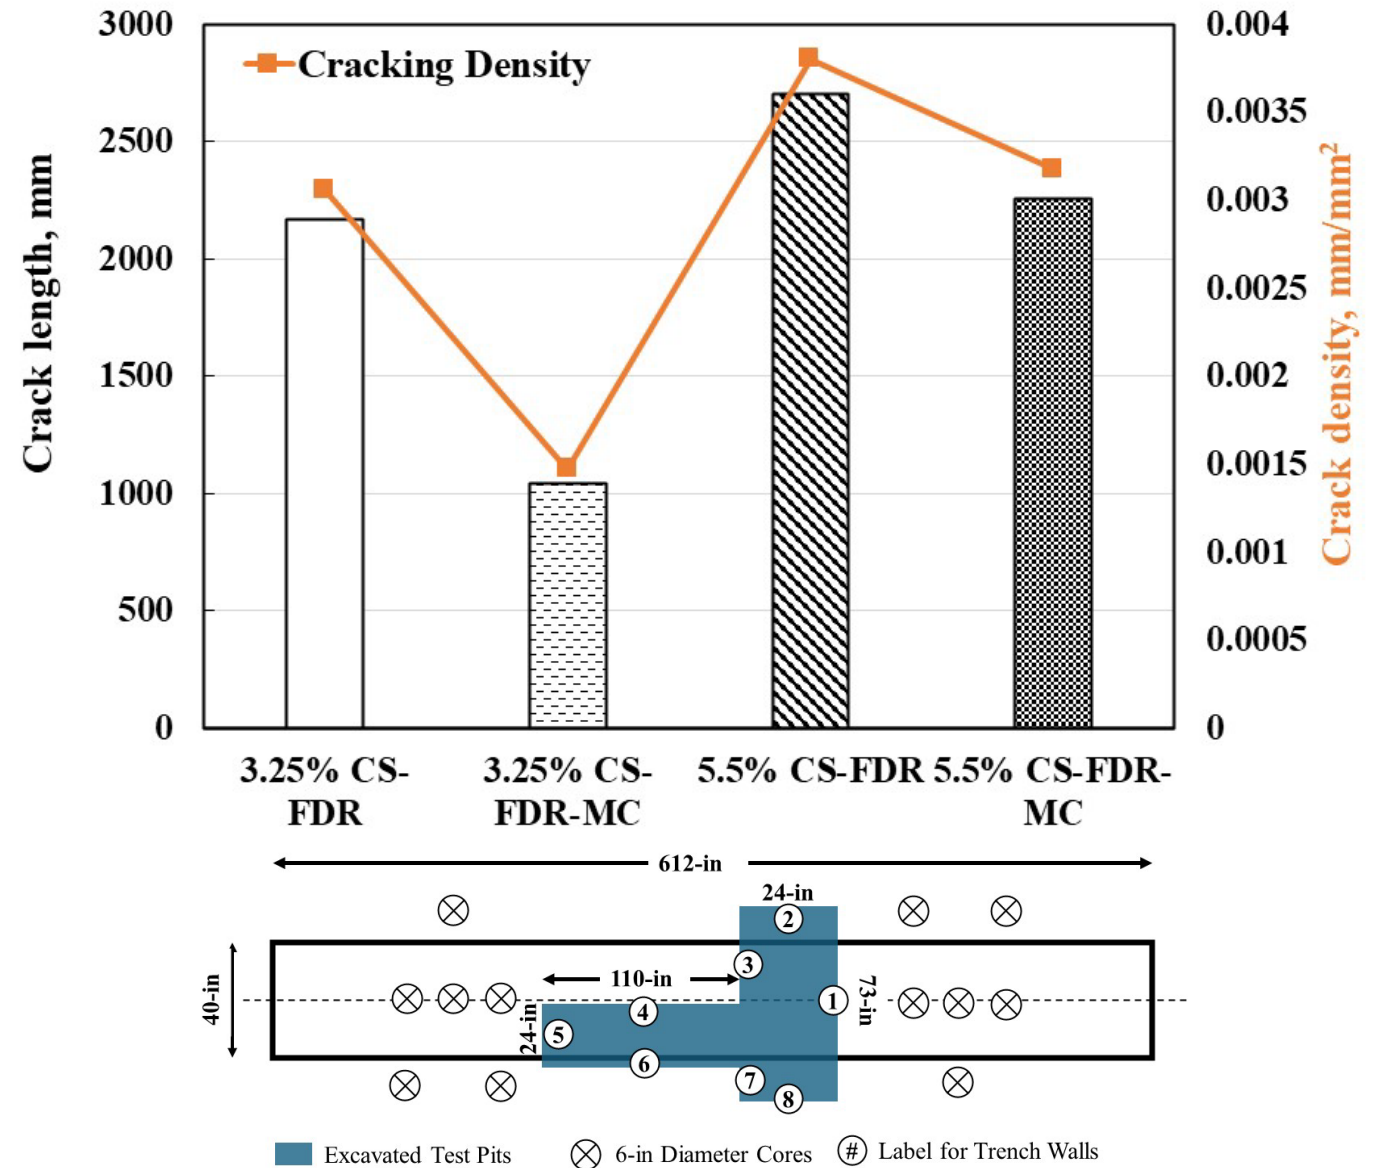 3000
2500
2000
1500
1000
500
0
Crack length, mm
Cracking Density
0.004
0.0035
0.003
0.0025
0.002
0.0015
0.001
0.0005
0
Crack density, mm/mm²
3.25% CS-
FDR
3.25% CS-
FDR-MC
5.5% CS-FDR
5.5% CS-FDR-
MC
612-in
24-in
2
40-in
3
110-in
1
73-in
4
24-in
5
6
7
8
Excavated Test Pits
6-in Diameter Cores
# Label for Trench Walls